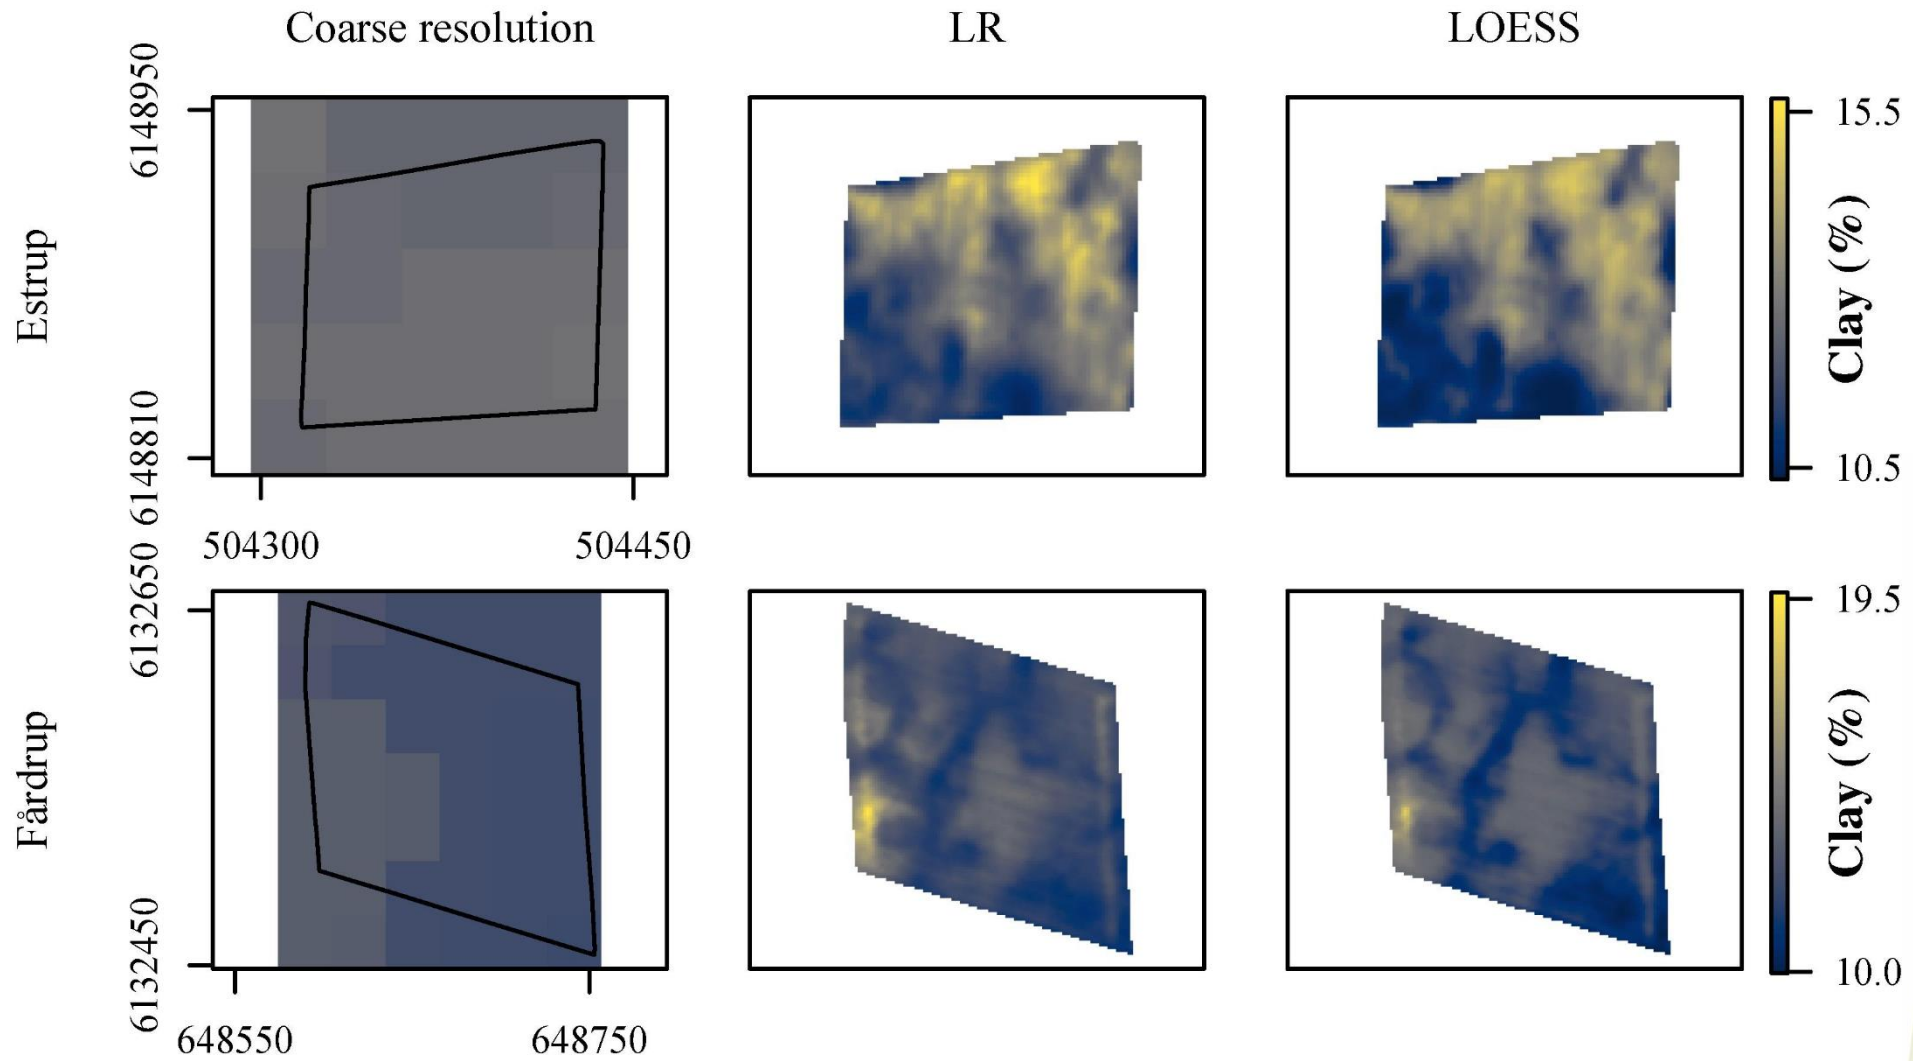 Coarse resolution
LR
LOESS
Estrup
6148950
6148810
504300
504450
15.5
Clay (%)
10.5
Fårdrup
6132650
6132450
648550
648750
19.5
Clay (%)
10.0